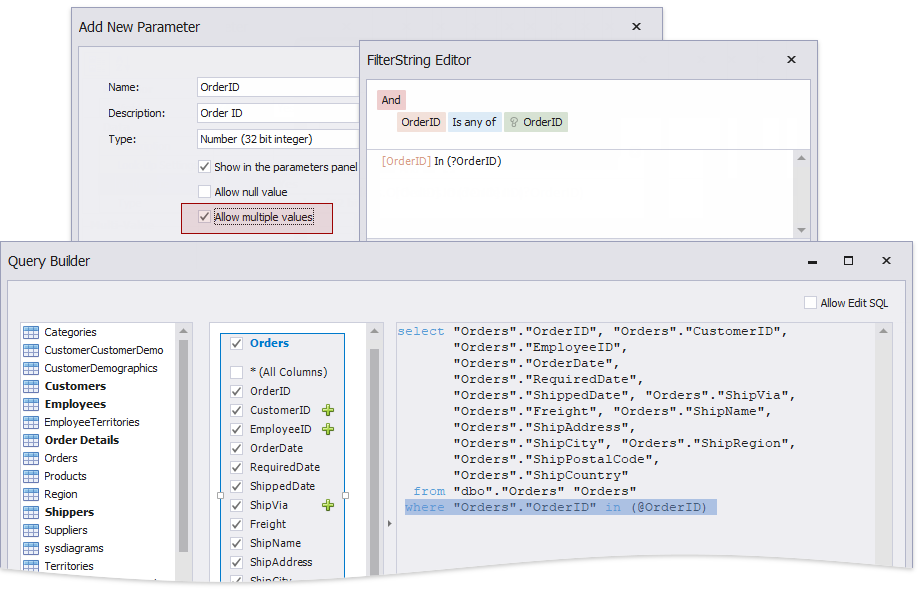 Add New Parameter
Name:
OrderID
Description:
Order ID
Type:
Number (32 bit integer)
Show in the parameters panel
Allow null value
Allow multiple values
FilterString Editor
And
OrderID Is any of OrderID
[OrderID] In (?OrderID)
Query Builder
Allow Edit SQL
Categories
CustomerCustomerDemo
CustomerDemographics
Customers
Employees
EmployeeTerritories
Order Details
Orders
Products
Region
Shippers
Suppliers
sysdiagrams
Territories
Orders
* (All Columns)
OrderID
CustomerID
EmployeeID
OrderDate
RequiredDate
ShippedDate
ShipVia
Freight
ShipName
ShipAddress
ShipCity
select "Orders"."OrderID", "Orders"."CustomerID",
"Orders"."EmployeeID",
"Orders"."OrderDate",
"Orders"."RequiredDate",
"Orders"."ShippedDate", "Orders"."ShipVia",
"Orders"."Freight", "Orders"."ShipName",
"Orders"."ShipAddress",
"Orders"."ShipCity", "Orders"."ShipRegion",
"Orders"."ShipPostalCode",
"Orders"."ShipCountry"
from "dbo"."Orders" "Orders"
where "Orders"."OrderID" in (@OrderID)